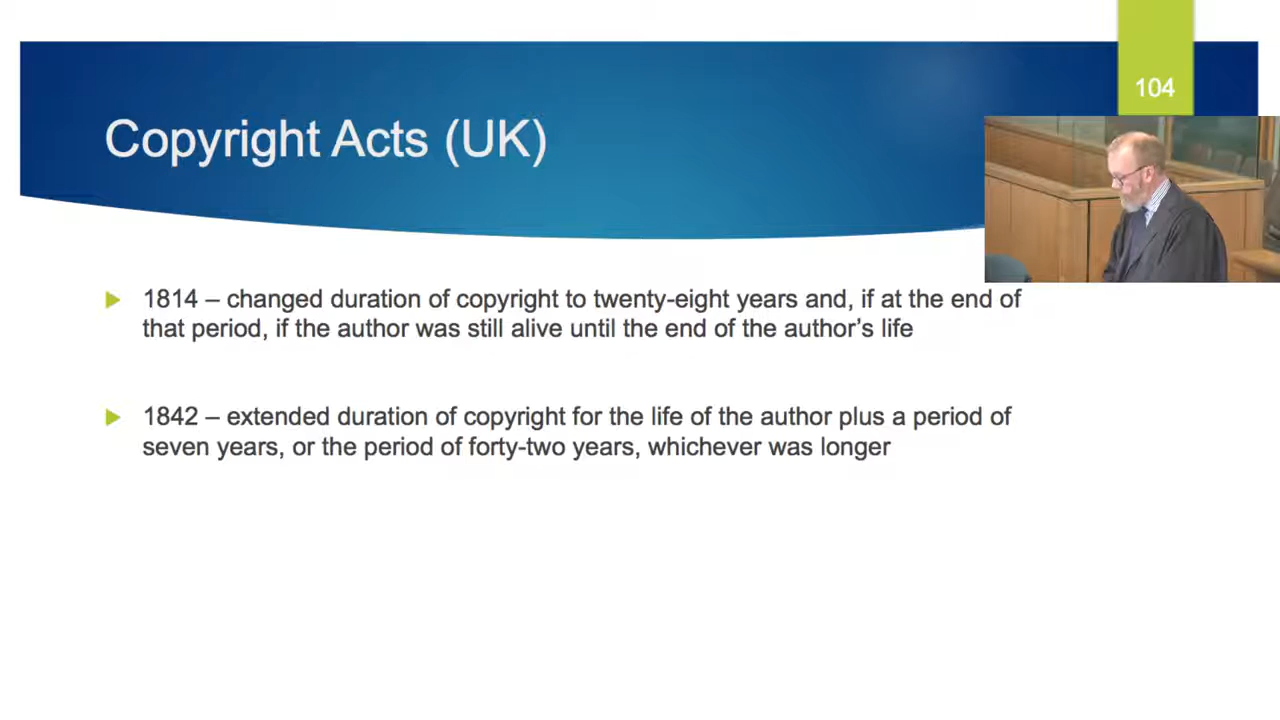 104
Copyright Acts (UK)
1814 – changed duration of copyright to twenty-eight years and, if at the end of
that period, if the author was still alive until the end of the author’s life
1842 – extended duration of copyright for the life of the author plus a period of
seven years, or the period of forty-two years, whichever was longer